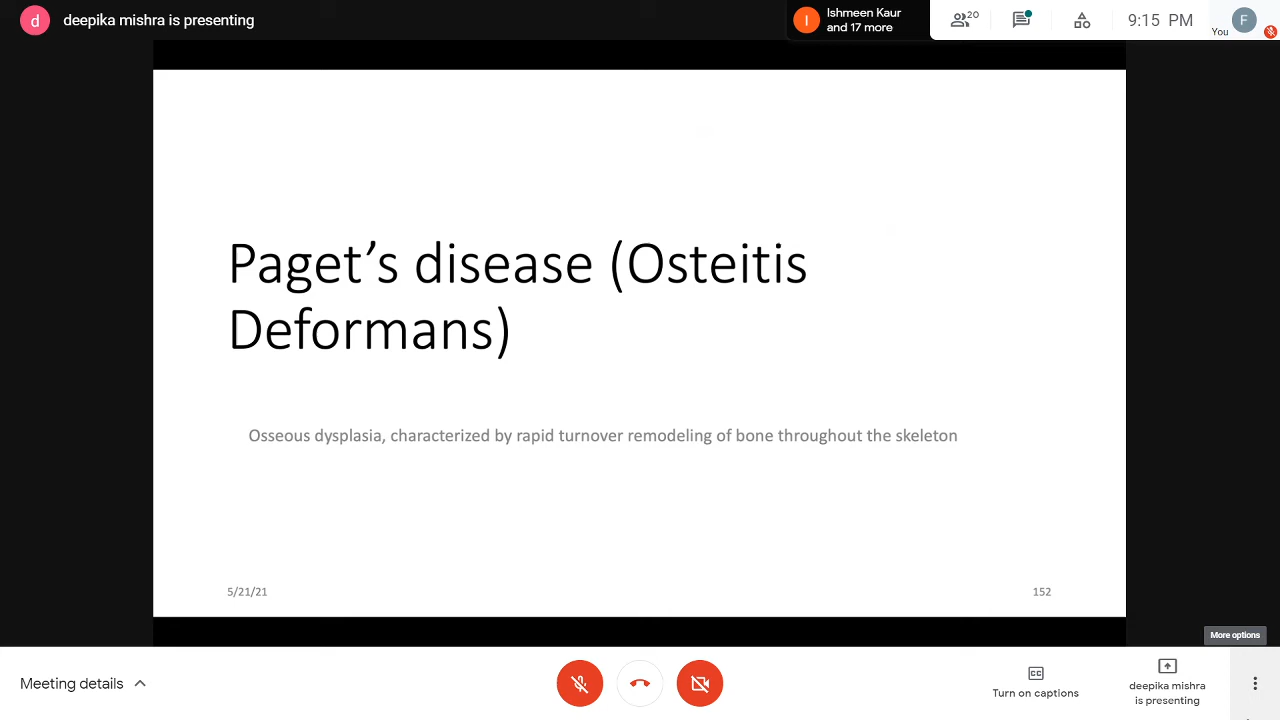 d
deepika mishra is presenting
I
Ishmeen Kaur
and 17 more
20
9:15 PM
You
F
Paget’s disease (Osteitis
Deformans)
Osseous dysplasia, characterized by rapid turnover remodeling of bone throughout the skeleton
5/21/21
152
More options
Meeting details
CC
Turn on captions
deepika mishra
is presenting